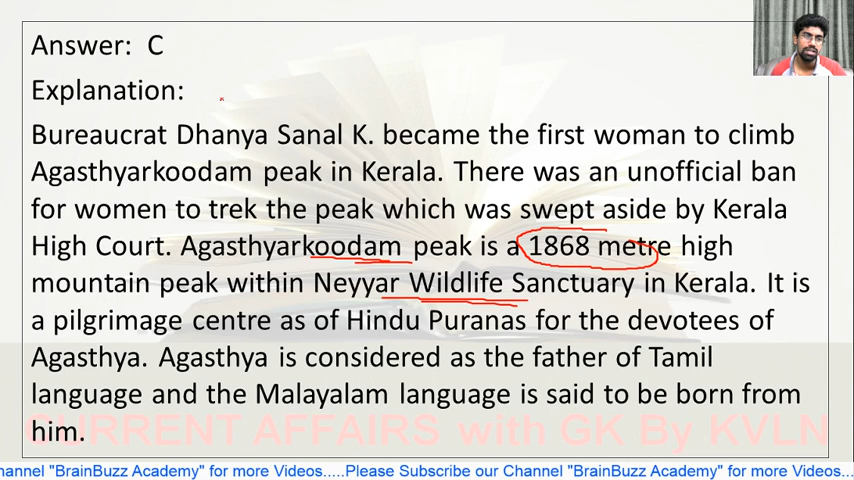 Answer: C
Explanation:
Bureaucrat Dhanya Sanal K. became the first woman to climb
Agasthyarkoodam peak in Kerala. There was an unofficial ban
for women to trek the peak which was swept aside by Kerala
High Court. Agasthyarkoodam peak is a 1868 metre high
mountain peak within Neyyar Wildlife Sanctuary in Kerala. It is
a pilgrimage centre as of Hindu Puranas for the devotees of
Agasthya. Agasthya is considered as the father of Tamil
language and the Malayalam language is said to be born from
him.
CURRENT AFFAIRS with GK By KVLN
hannel "BrainBuzz Academy" for more Videos.....Please Subscribe our Channel "BrainBuzz Academy" for more Videos...